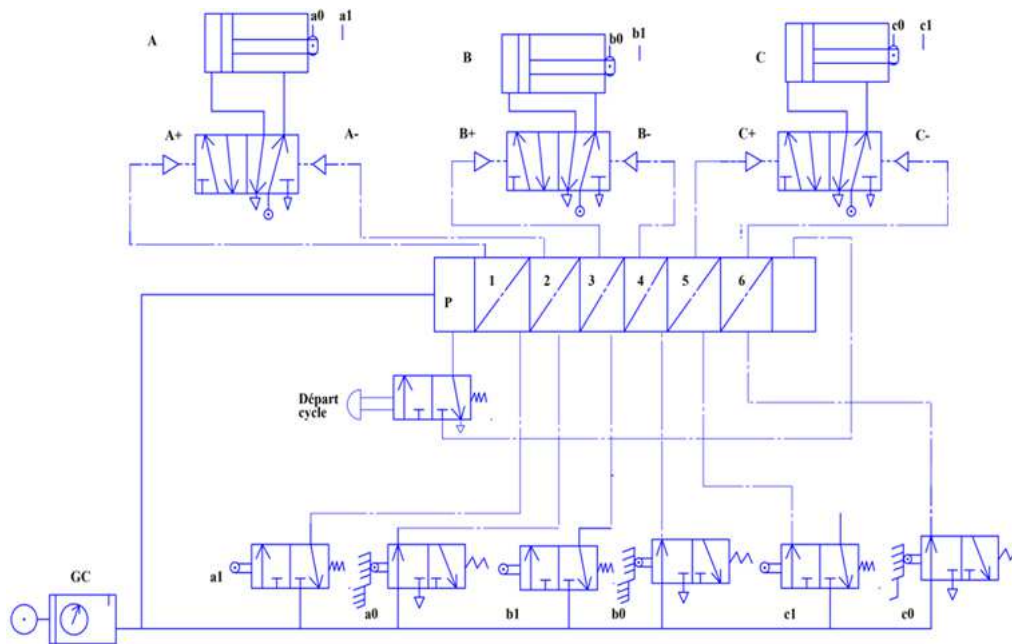 A a0 a1
B b0 b1
C c0 c1
A+ A-
B+ B-
C+ C-
P 1 2 3 4 5 6
Départ
cycle
GC
a1 a0 b1 b0 c1 c0